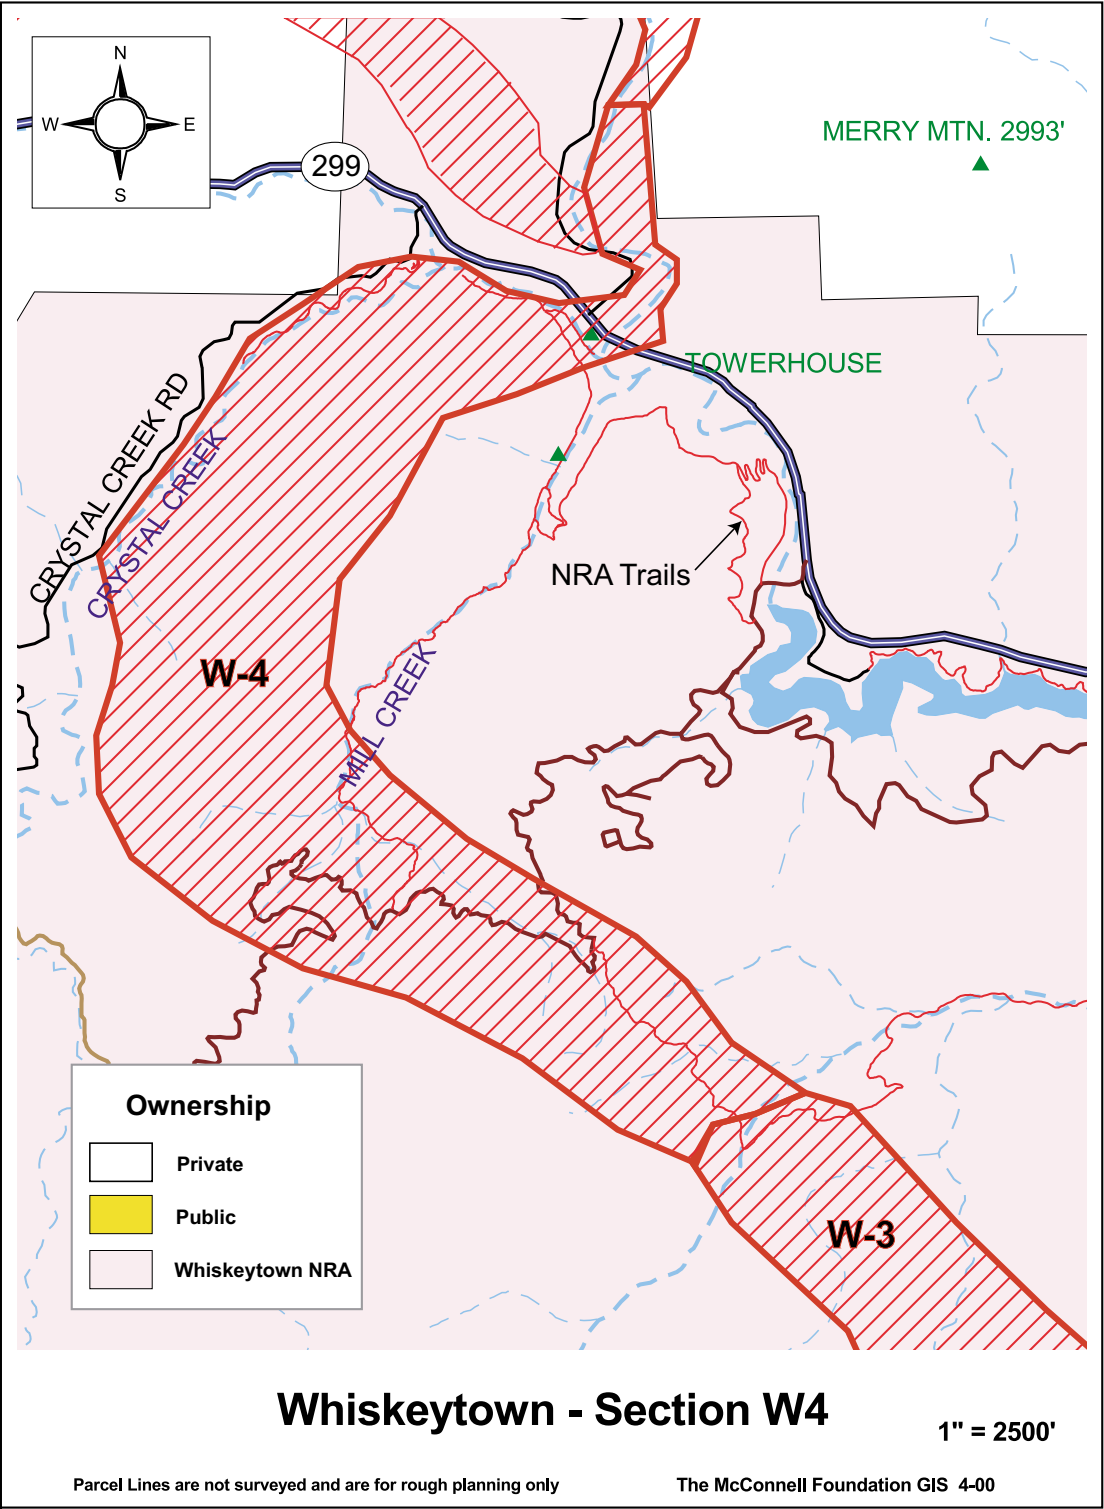 N
W E
S
299
MERRY MTN. 2993'
TOWERHOUSE
CRYSTAL CREEK RD
CRYSTAL CREEK
NRA Trails
W-4
MILL CREEK
W-3
Ownership
Private
Public
Whiskeytown NRA
Whiskeytown - Section W4
1" = 2500'
Parcel Lines are not surveyed and are for rough planning only
The McConnell Foundation GIS 4-00